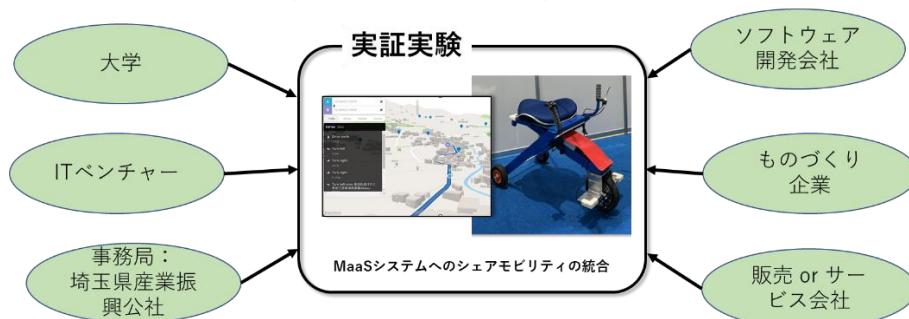 実証実験
大学
ITベンチャー
事務局：
埼玉県産業振
興公社
ソフトウェア
開発会社
ものづくり
企業
販売 or サー
ビス会社
MaaSシステムへのシェアモビリティの統合